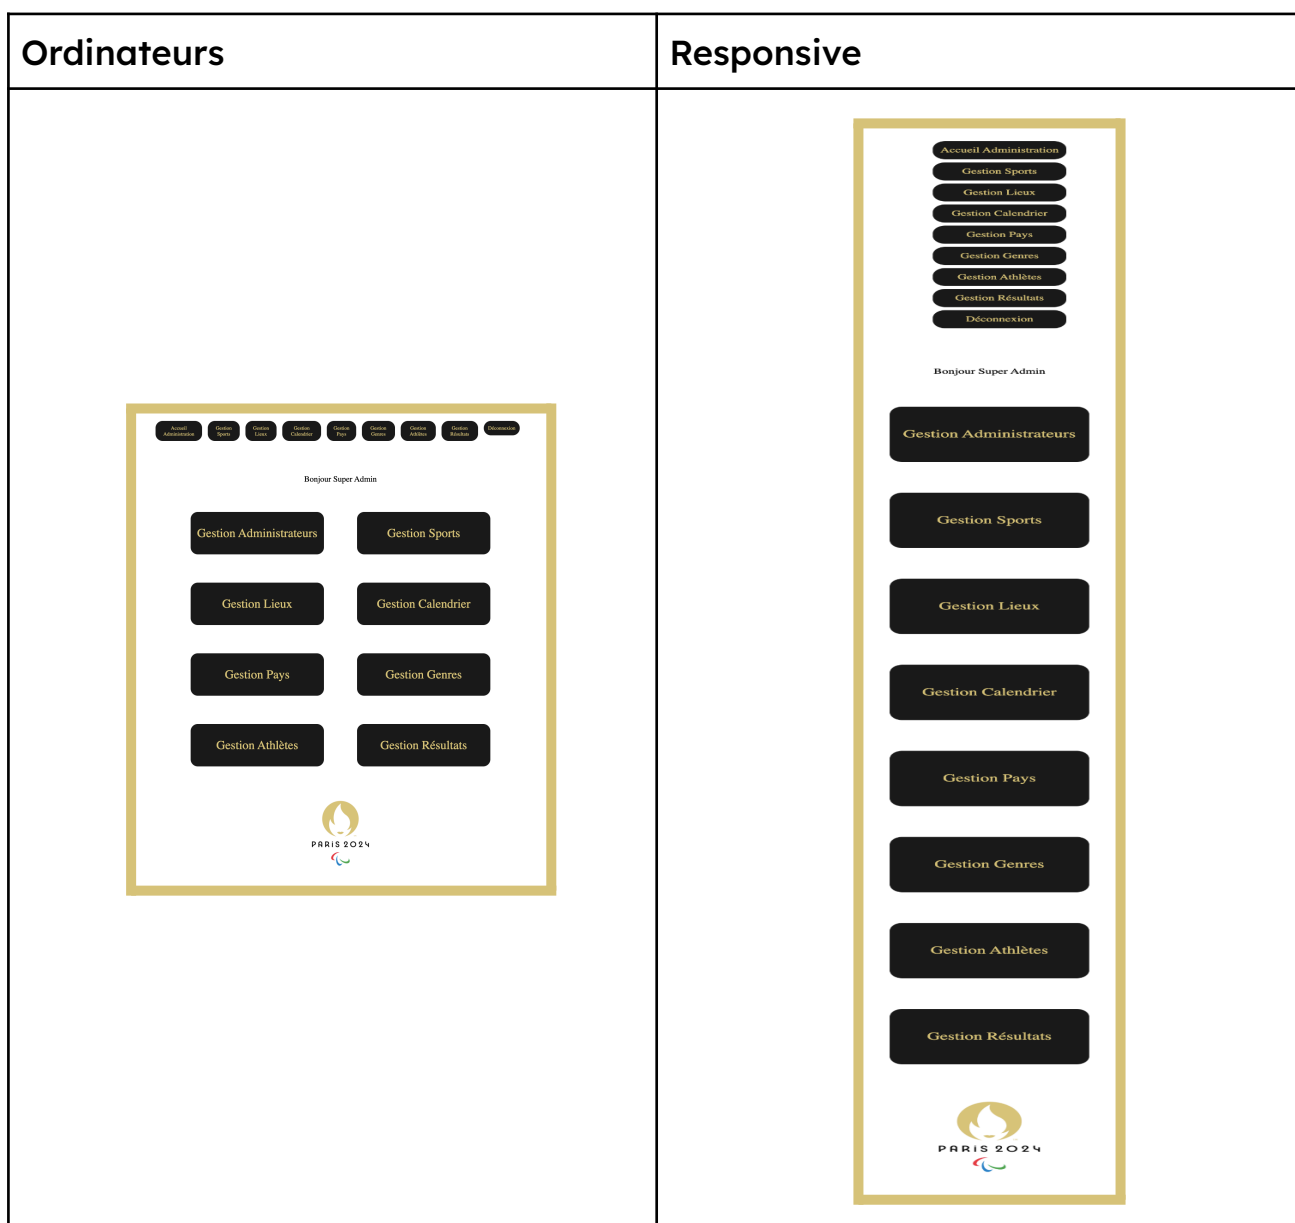 Ordinateurs
Responsive
Accueil
Administration
Gestion
Sports
Gestion
Lieux
Gestion
Calendrier
Gestion
Pays
Gestion
Genres
Gestion
Athlètes
Gestion
Résultats
Déconnexion
Bonjour Super Admin
Gestion Administrateurs
Gestion Sports
Gestion Lieux
Gestion Calendrier
Gestion Pays
Gestion Genres
Gestion Athlètes
Gestion Résultats
PARIS 2024
Accueil Administration
Gestion Sports
Gestion Lieux
Gestion Calendrier
Gestion Pays
Gestion Genres
Gestion Athlètes
Gestion Résultats
Déconnexion
Bonjour Super Admin
Gestion Administrateurs
Gestion Sports
Gestion Lieux
Gestion Calendrier
Gestion Pays
Gestion Genres
Gestion Athlètes
Gestion Résultats
PARIS 2024